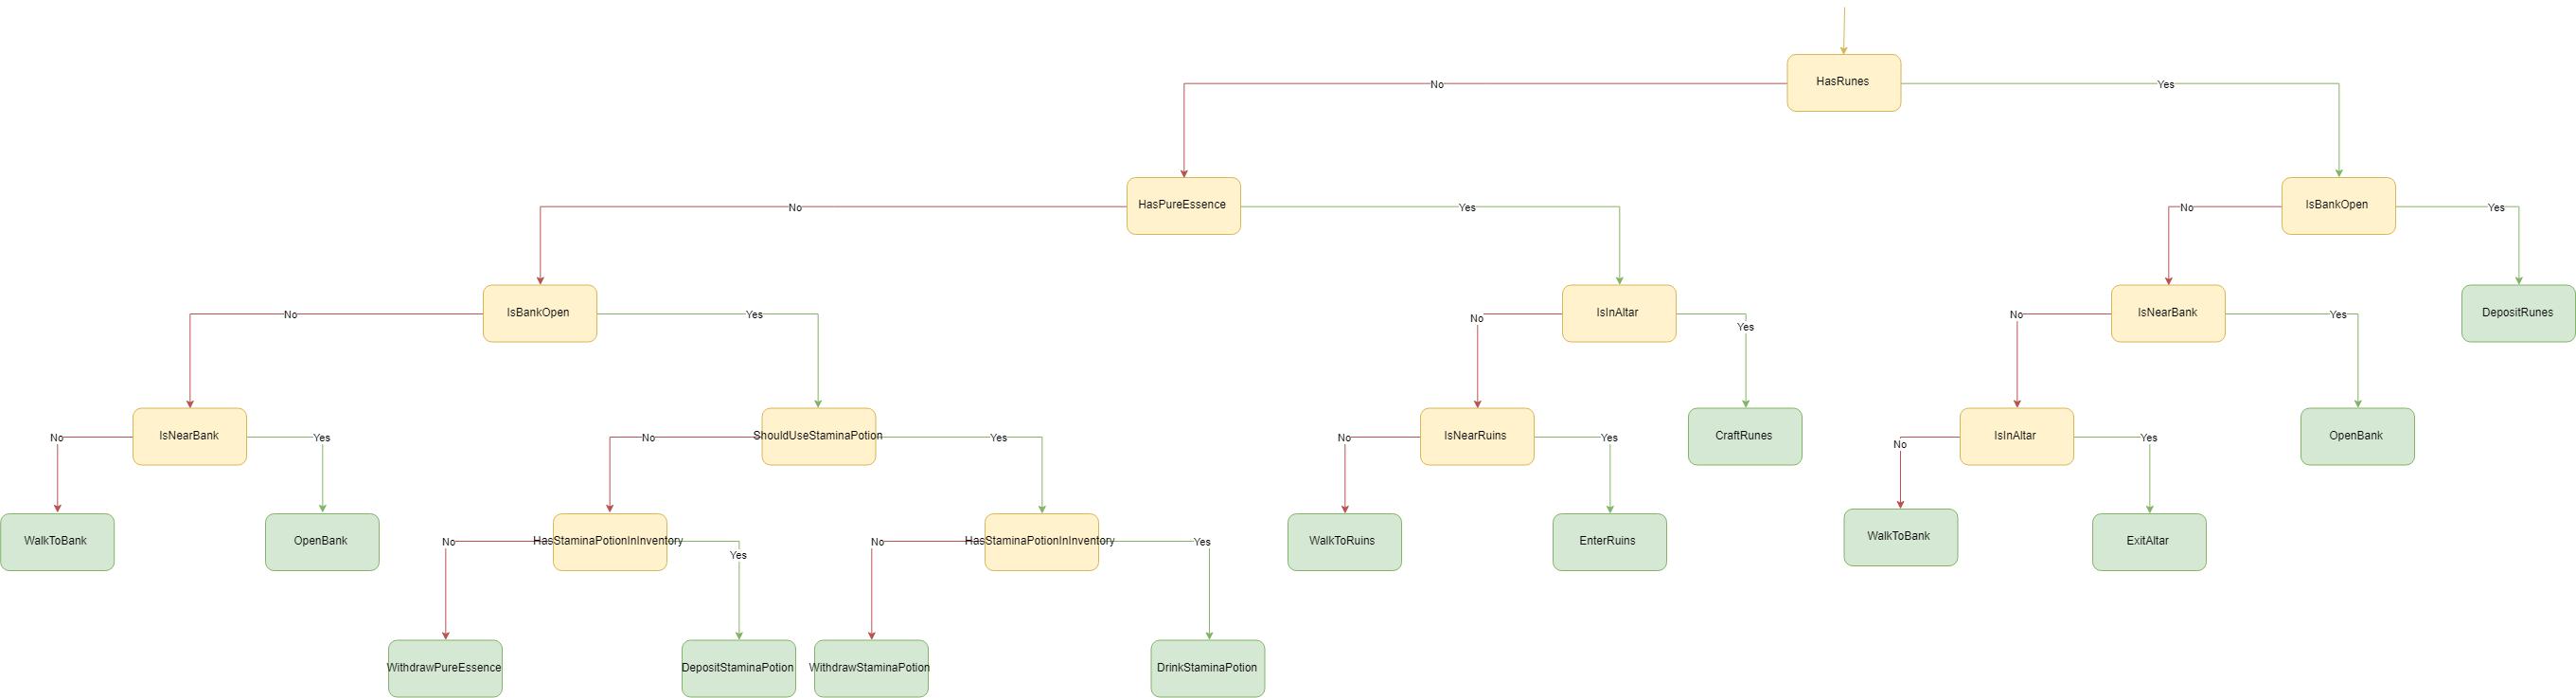 HasRunes
No
Yes
HasPureEssence
IsBankOpen
No
Yes
No
Yes
IsBankOpen
IsInAltar
IsNearBank
DepositRunes
No
Yes
No
Yes
No
Yes
IsNearBank
ShouldUseStaminaPotion
IsNearRuins
CraftRunes
IsInAltar
OpenBank
No
Yes
No
Yes
No
Yes
No
Yes
WalkToBank
OpenBank
HasStaminaPotionInInventory
HasStaminaPotionInInventory
WalkToRuins
EnterRuins
WalkToBank
ExitAltar
No
Yes
No
Yes
WithdrawPureEssence
DepositStaminaPotion
WithdrawStaminaPotion
DrinkStaminaPotion